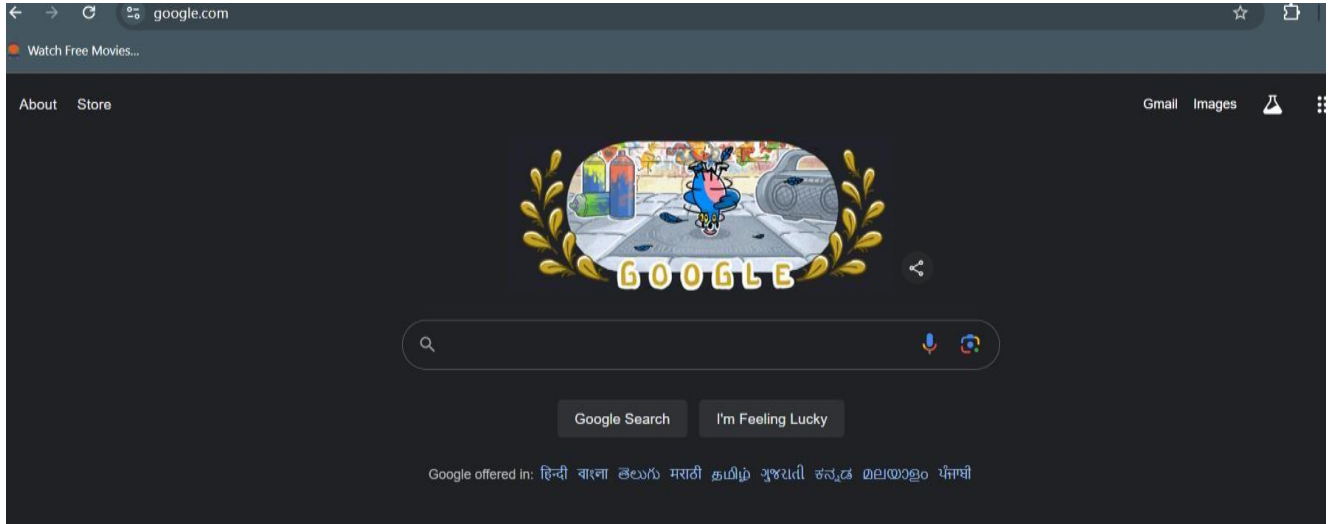 google.com
Watch Free Movies...
About Store Gmail Images
GOOGLE
Google Search I'm Feeling Lucky
Google offered in: हिन्दी বাংলা తెలుగు मराठी தமிழ் ગુજરાતી ಕನ್ನಡ മലയാളം ਪੰਜਾਬੀ